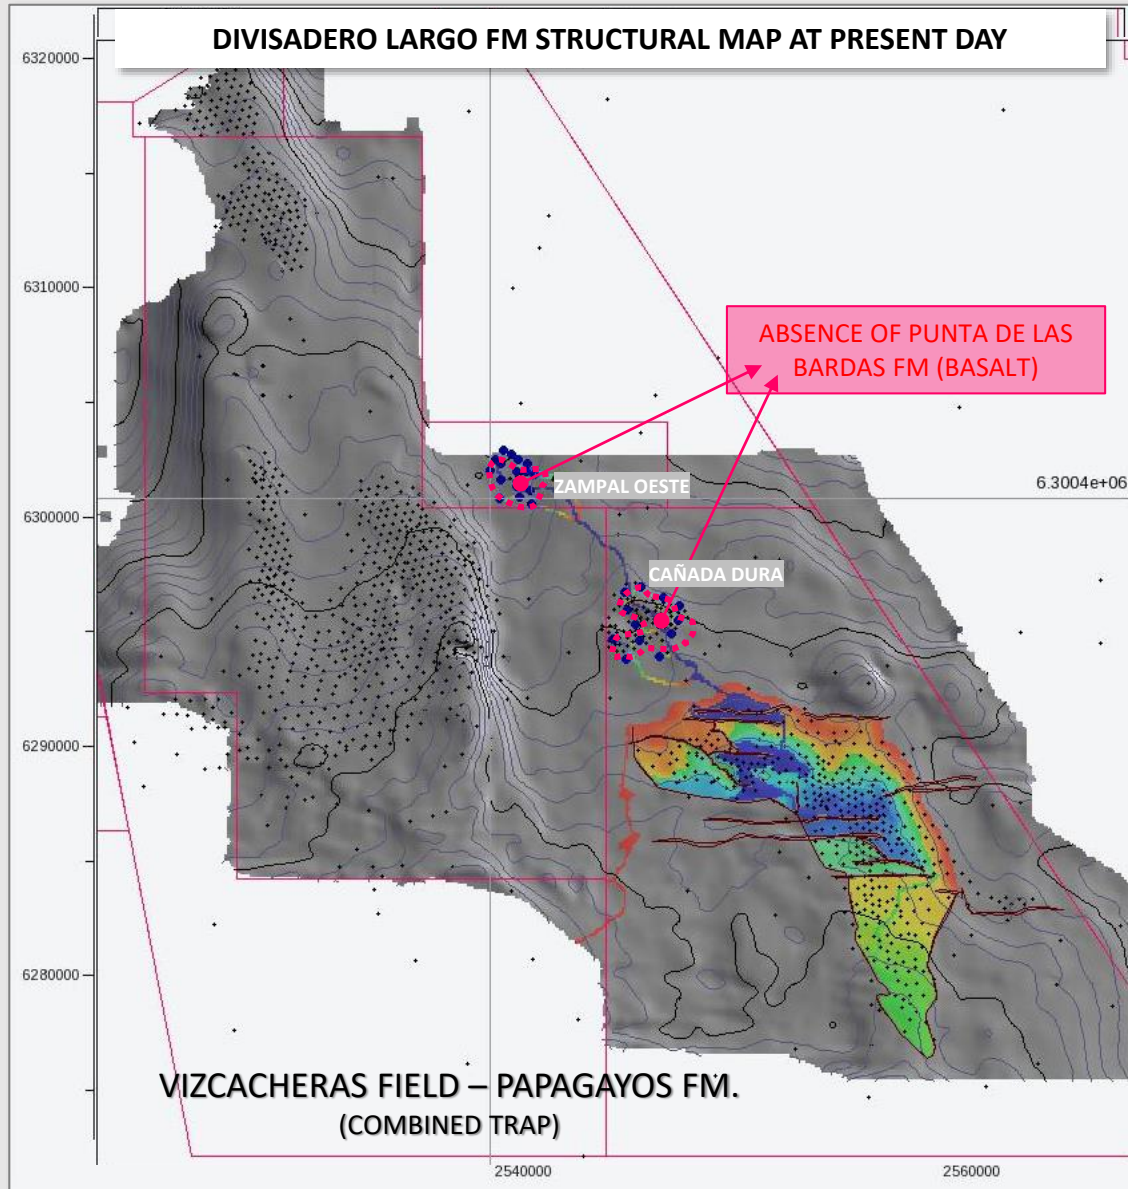 DIVISADERO LARGO FM STRUCTURAL MAP AT PRESENT DAY
6320000
6310000
ABSENCE OF PUNTA DE LAS
BARDAS FM (BASALT)
ZAMPAL OESTE
6.3004e+06
6300000
CAÑADA DURA
6290000
6280000
VIZCACHERAS FIELD – PAPAGAYOS FM.
(COMBINED TRAP)
2540000
2560000